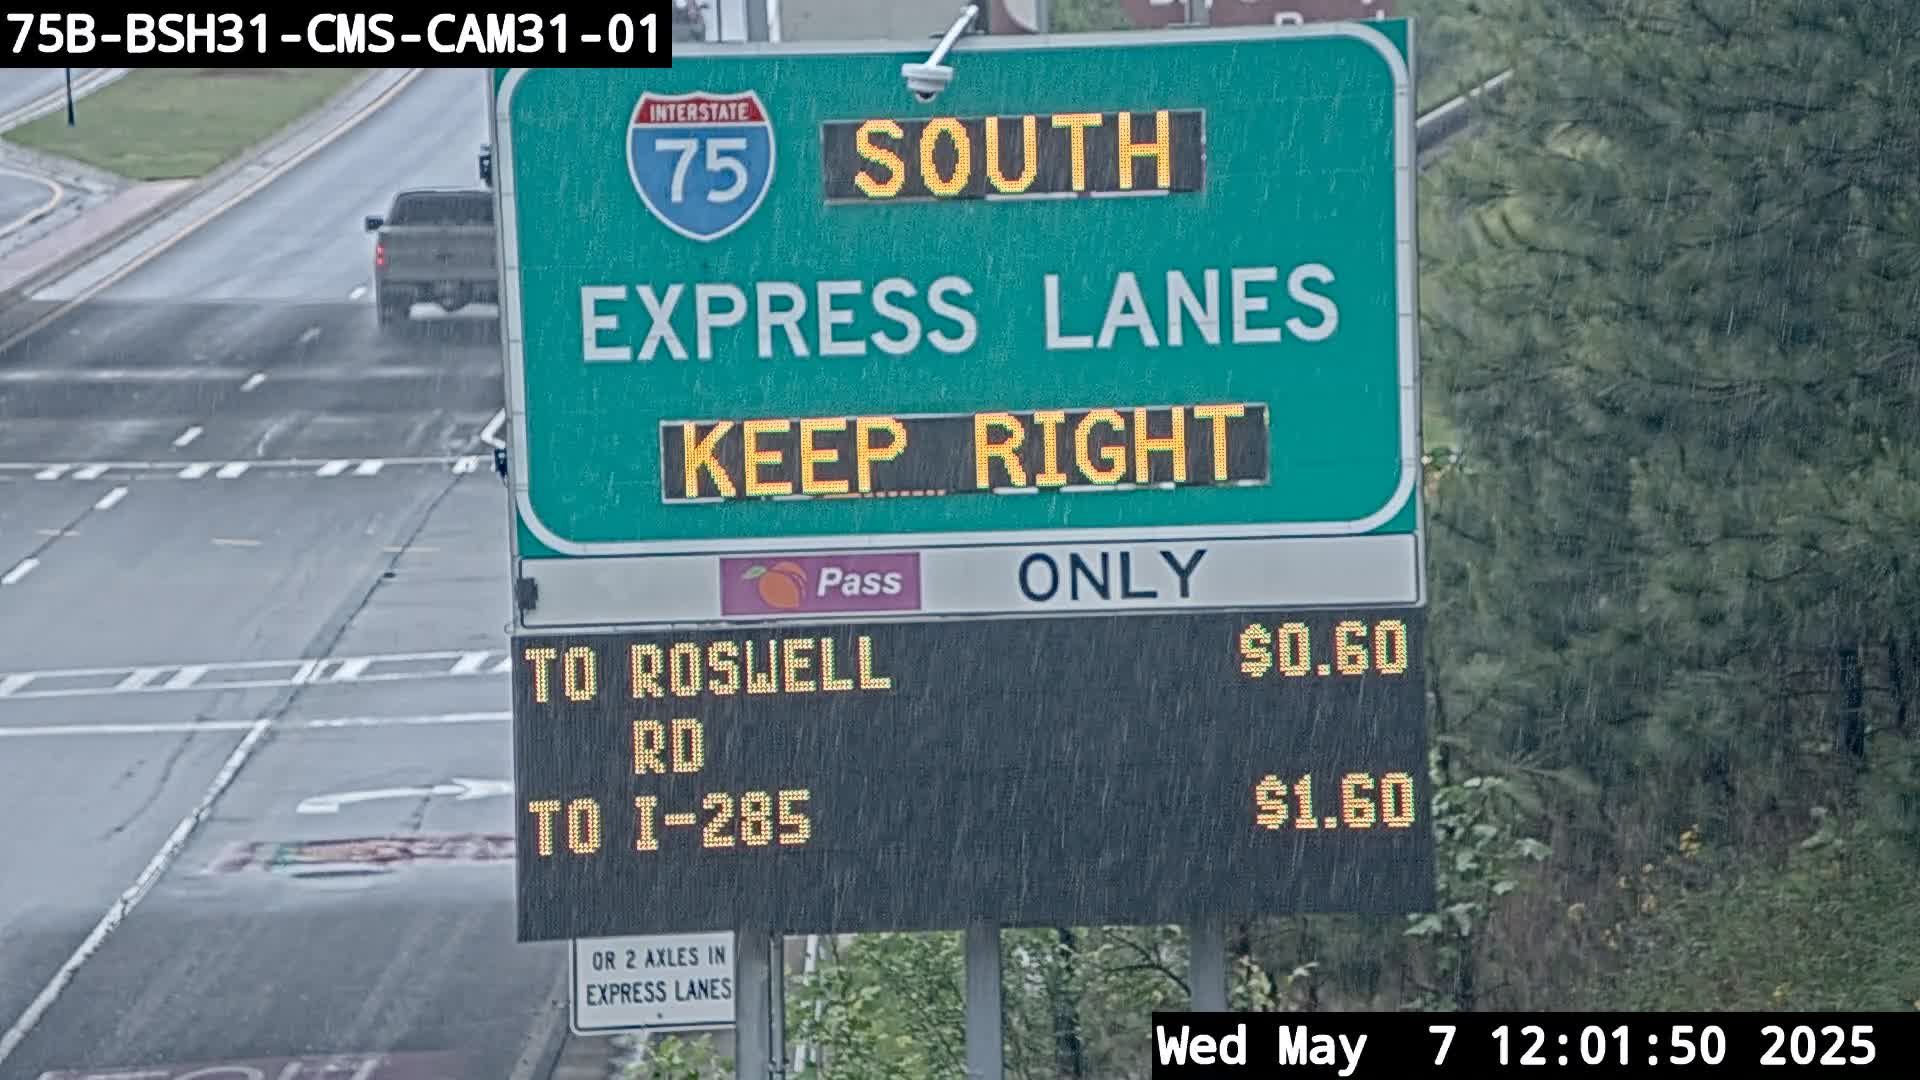 75B-BSH31-CMS-CAM31-01
INTERSTATE
75
SOUTH
EXPRESS LANES
KEEP RIGHT
Pass ONLY
TO ROSWELL $0.60
RD
TO I-285 $1.60
OR 2 AXLES IN
EXPRESS LANES
Wed May 7 12:01:50 2025